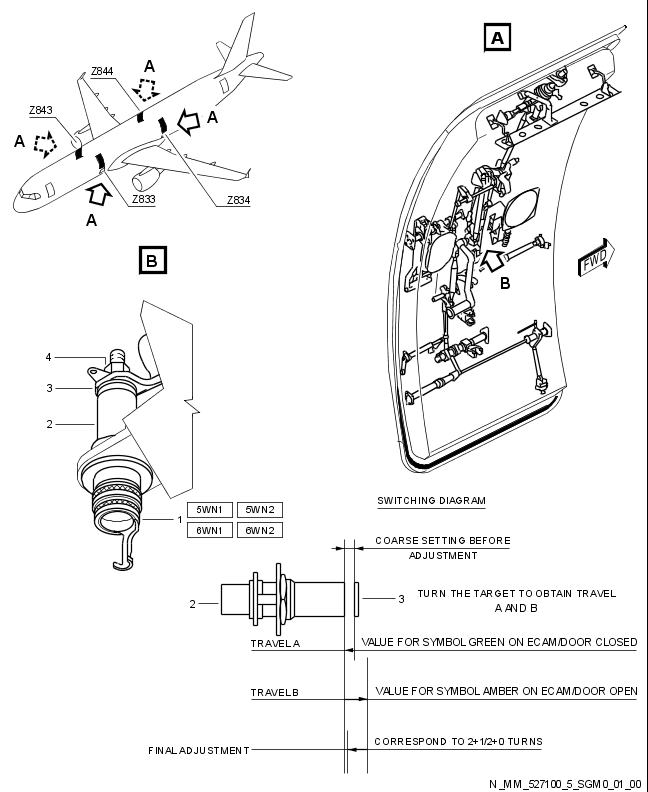 A
Z844
A
Z843
A
A
A
Z833
Z834
B
FWD
B
4
3
2
1
5WN1 5WN2
6WN1 6WN2
SWITCHING DIAGRAM
COARSE SETTING BEFORE
ADJUSTMENT
2
3
TURN THE TARGET TO OBTAIN TRAVEL
A AND B
TRAVEL A
VALUE FOR SYMBOL GREEN ON ECAM/DOOR CLOSED
TRAVEL B
VALUE FOR SYMBOL AMBER ON ECAM/DOOR OPEN
FINAL ADJUSTMENT
CORRESPOND TO 2+1/2+0 TURNS
N_MM_527100_5_SGM0_01_00